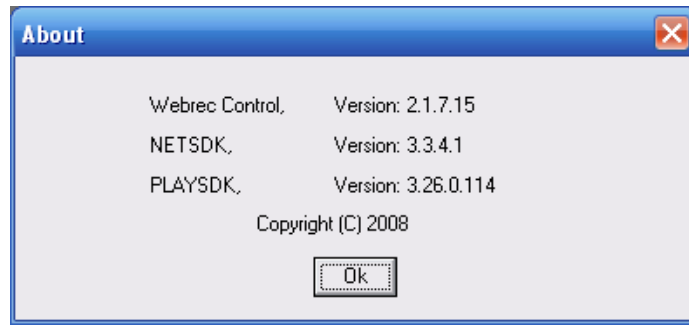 About
Webrec Control, Version: 2.1.7.15
NETSDK, Version: 3.3.4.1
PLAYSDK, Version: 3.26.0.114
Copyright (C) 2008
Ok